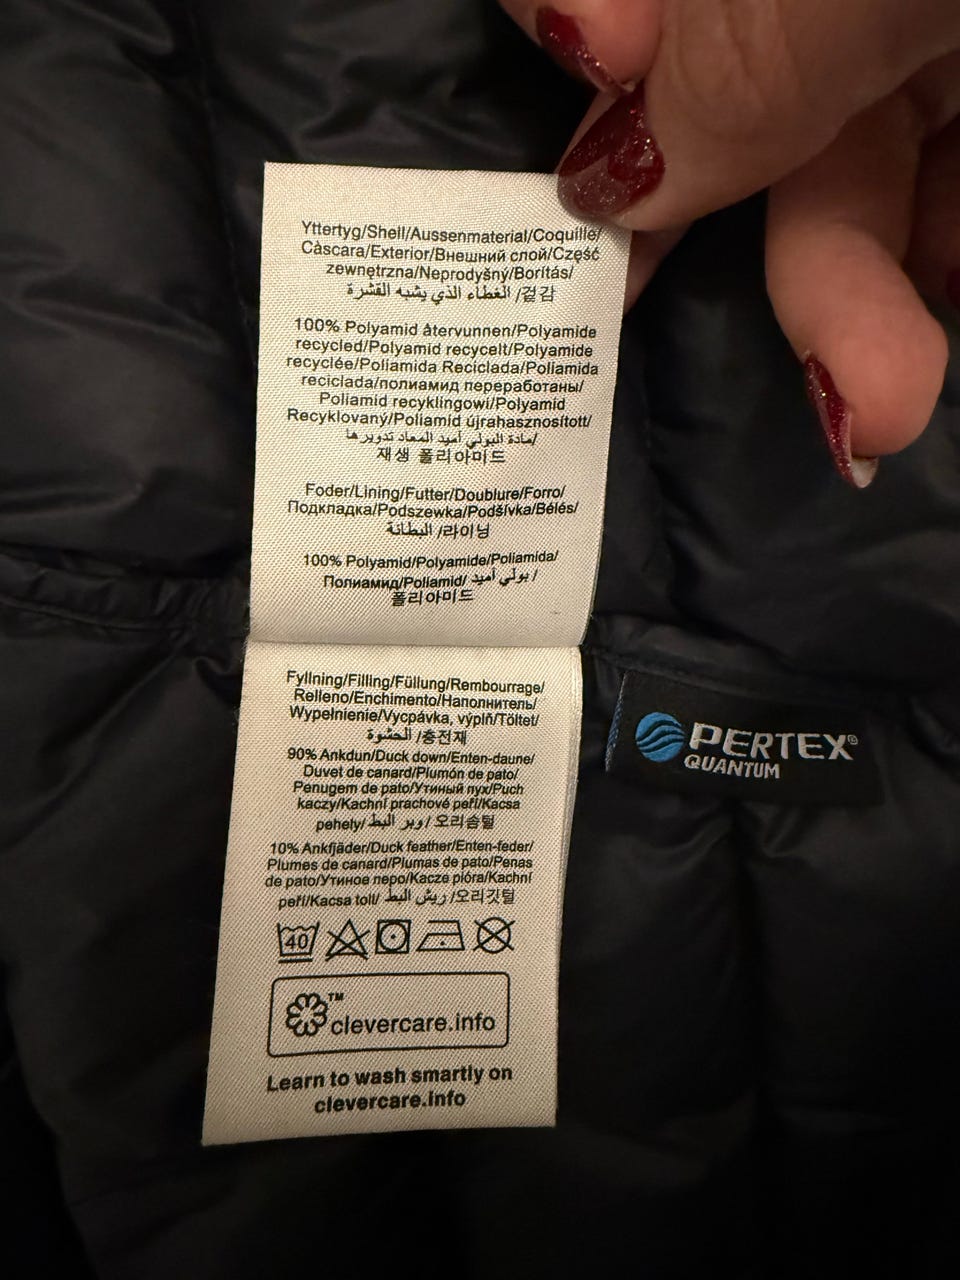 Yttertyg/Shell/Aussenmaterial/Coquille/
Càscara/Exterior/Внешний слой/Część
zewnętrzna/Neprodyšný/Borítás/
الغطاء الذي يشبه القشرة /겉감
100% Polyamid återvunnen/Polyamide
recycled/Polyamid recycelt/Polyamide
recyclée/Poliamida Reciclada/Poliamida
reciclada/полиамид переработаны/
Poliamid recyklingowi/Polyamid
Recyklovaný/Poliamid újrahasznosított/
مادة البولي أميد المعاد تدويرها/
재생 폴리아미드
Foder/Lining/Futter/Doublure/Forro/
Подкладка/Podszewka/Podšívka/Bélés/
البطانة /라이닝
100% Polyamid/Polyamide/Poliamida/
Полиамид/Poliamid/ بولي أميد /
폴리아미드
Fyllning/Filling/Füllung/Rembourrage/
Relleno/Enchimento/Наполнитель/
Wypełnienie/Vycpávka, výplň/Töltet/
الحشوة /충전재
90% Ankdun/Duck down/Enten-daune/
Duvet de canard/Plumón de pato/
Penugem de pato/Утиный пух/Puch
kaczy/Kachní prachové peří/Kacsa
pehely/ وبر البط / 오리솜털
10% Ankfjäder/Duck feather/Enten-feder/
Plumes de canard/Plumas de pato/Penas
de pato/Утиное перо/Kacze pióra/Kachní
peří/Kacsa toll/ ريش البط /오리깃털
40
™
clevercare.info
Learn to wash smartly on
clevercare.info
PERTEX®
QUANTUM